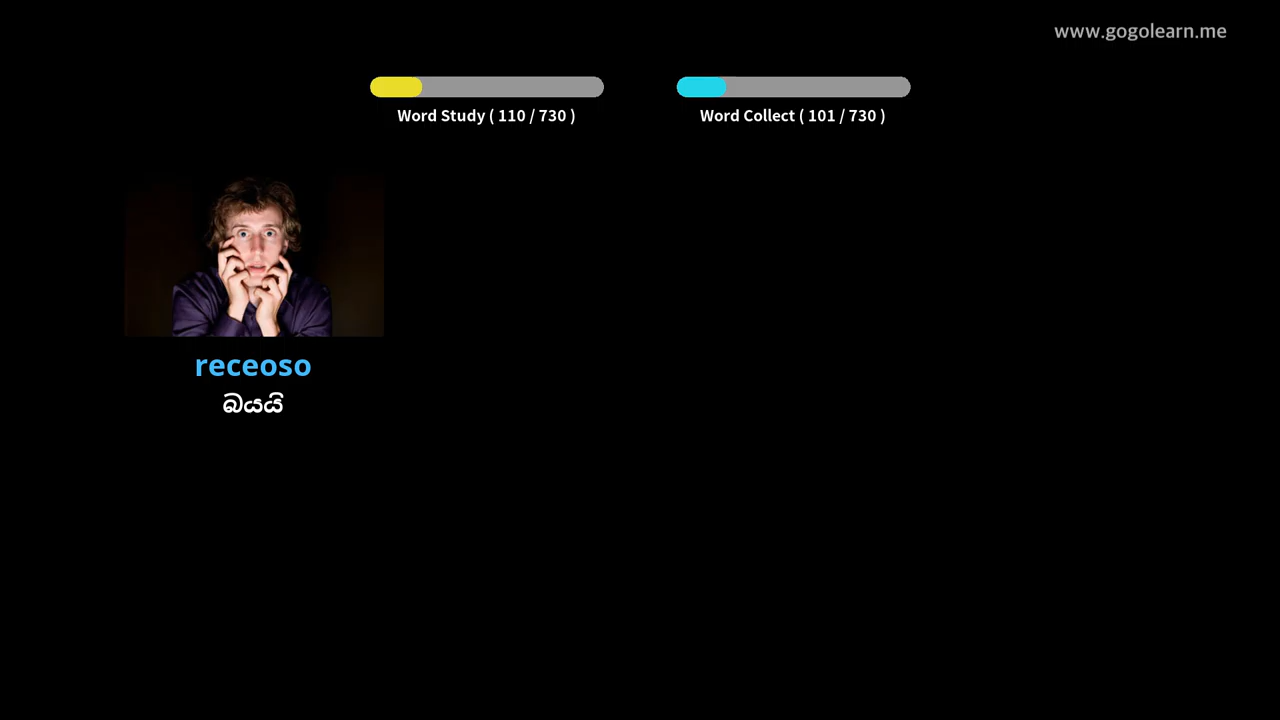 www.gogolearn.me
Word Study ( 110 / 730 )
Word Collect ( 101 / 730 )
receoso
බයයි